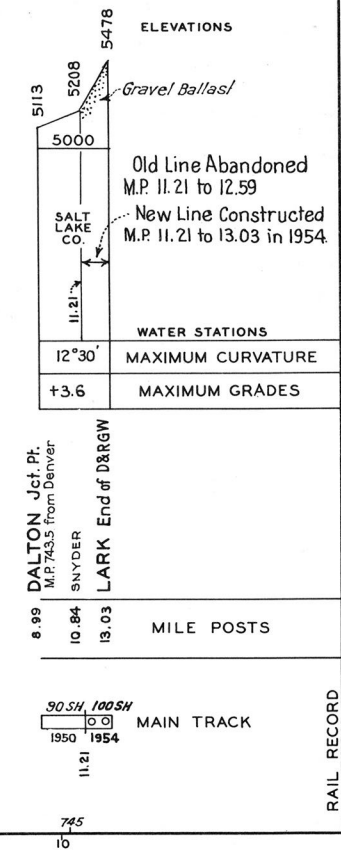 ELEVATIONS
5113
5208
5478
Gravel Ballast
5000
Old Line Abandoned
M.P. 11.21 to 12.59
New Line Constructed
M.P. 11.21 to 13.03 in 1954.
SALT
LAKE
CO.
11.21
WATER STATIONS
12°30' MAXIMUM CURVATURE
+3.6 MAXIMUM GRADES
DALTON Jct. Pt.
M.P. 743.5 from Denver
SNYDER
LARK End of D&RGW
8.99
10.84
13.03
MILE POSTS
90 SH 100 SH
MAIN TRACK
1950 1954
11.21
RAIL RECORD
745
10